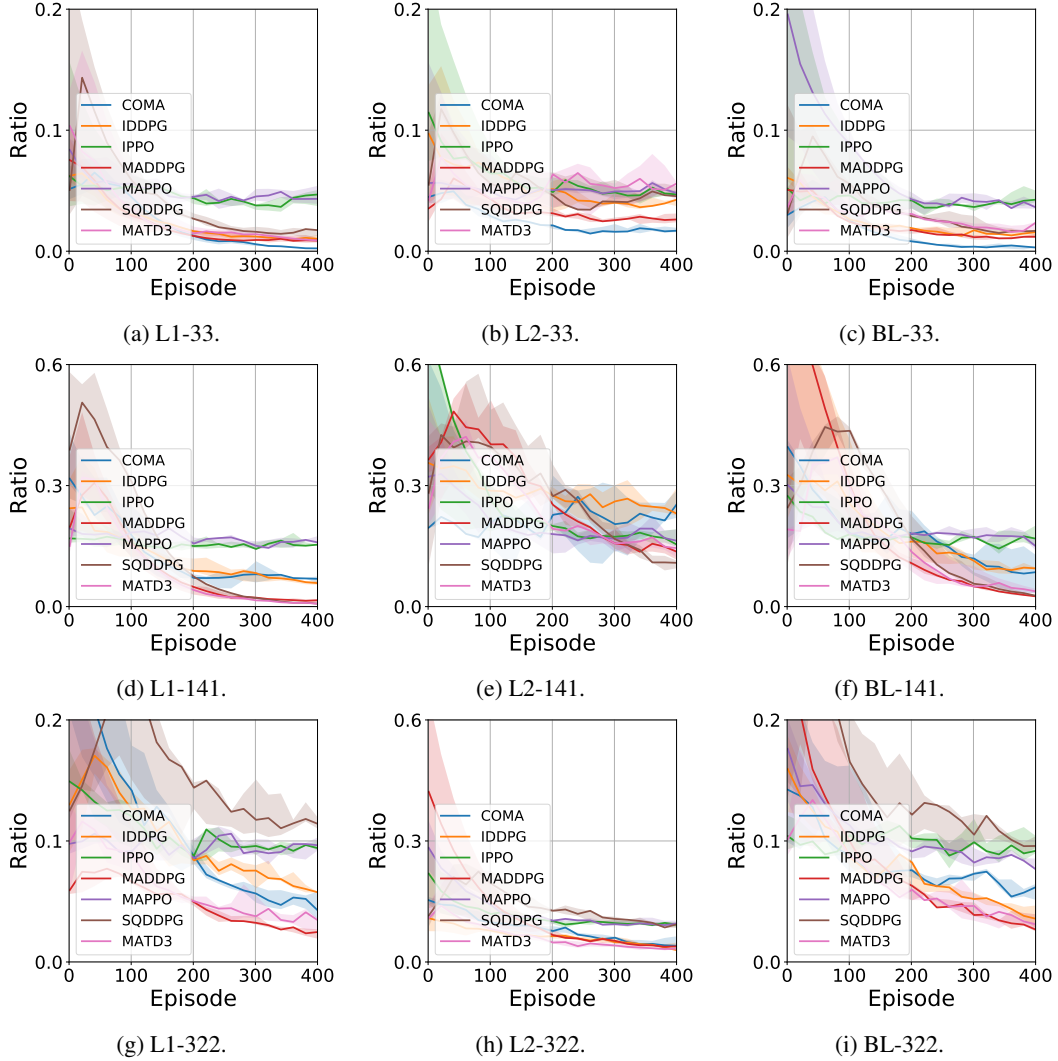 0.2
0.1
0.0
Ratio
0 100 200 300 400
Episode
COMA
IDDPG
IPPO
MADDPG
MAPPO
SQDDPG
MATD3
(a) L1-33.
0.2
0.1
0.0
Ratio
0 100 200 300 400
Episode
COMA
IDDPG
IPPO
MADDPG
MAPPO
SQDDPG
MATD3
(b) L2-33.
0.2
0.1
0.0
Ratio
0 100 200 300 400
Episode
COMA
IDDPG
IPPO
MADDPG
MAPPO
SQDDPG
MATD3
(c) BL-33.
0.6
0.3
0.0
Ratio
0 100 200 300 400
Episode
COMA
IDDPG
IPPO
MADDPG
MAPPO
SQDDPG
MATD3
(d) L1-141.
0.6
0.3
0.0
Ratio
0 100 200 300 400
Episode
COMA
IDDPG
IPPO
MADDPG
MAPPO
SQDDPG
MATD3
(e) L2-141.
0.6
0.3
0.0
Ratio
0 100 200 300 400
Episode
COMA
IDDPG
IPPO
MADDPG
MAPPO
SQDDPG
MATD3
(f) BL-141.
0.2
0.1
0.0
Ratio
0 100 200 300 400
Episode
COMA
IDDPG
IPPO
MADDPG
MAPPO
SQDDPG
MATD3
(g) L1-322.
0.6
0.3
0.0
Ratio
0 100 200 300 400
Episode
COMA
IDDPG
IPPO
MADDPG
MAPPO
SQDDPG
MATD3
(h) L2-322.
0.2
0.1
0.0
Ratio
0 100 200 300 400
Episode
COMA
IDDPG
IPPO
MADDPG
MAPPO
SQDDPG
MATD3
(i) BL-322.